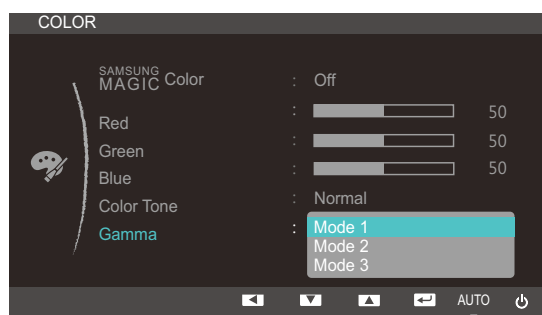 COLOR
SAMSUNG
MAGIC Color : Off
Red : 50
Green : 50
Blue : 50
Color Tone : Normal
Gamma : Mode 1
Mode 2
Mode 3
AUTO